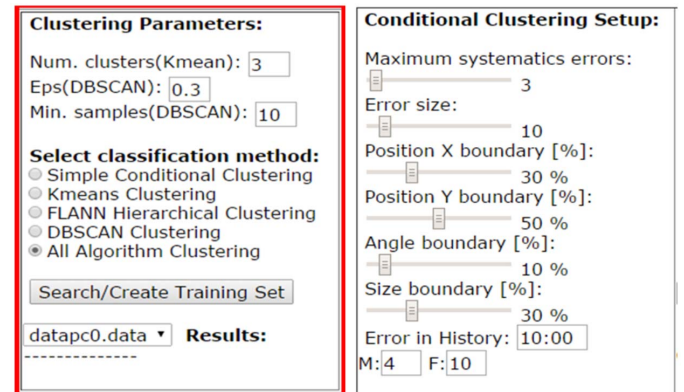 Clustering Parameters:
Num. clusters(Kmean): 3
Eps(DBSCAN): 0.3
Min. samples(DBSCAN): 10
Select classification method:
Simple Conditional Clustering
Kmeans Clustering
FLANN Hierarchical Clustering
DBSCAN Clustering
All Algorithm Clustering
Search/Create Training Set
datapc0.data Results:
--------------
Conditional Clustering Setup:
Maximum systematics errors:
3
Error size:
10
Position X boundary [%]:
30 %
Position Y boundary [%]:
50 %
Angle boundary [%]:
10 %
Size boundary [%]:
30 %
Error in History: 10:00
M: 4 F: 10